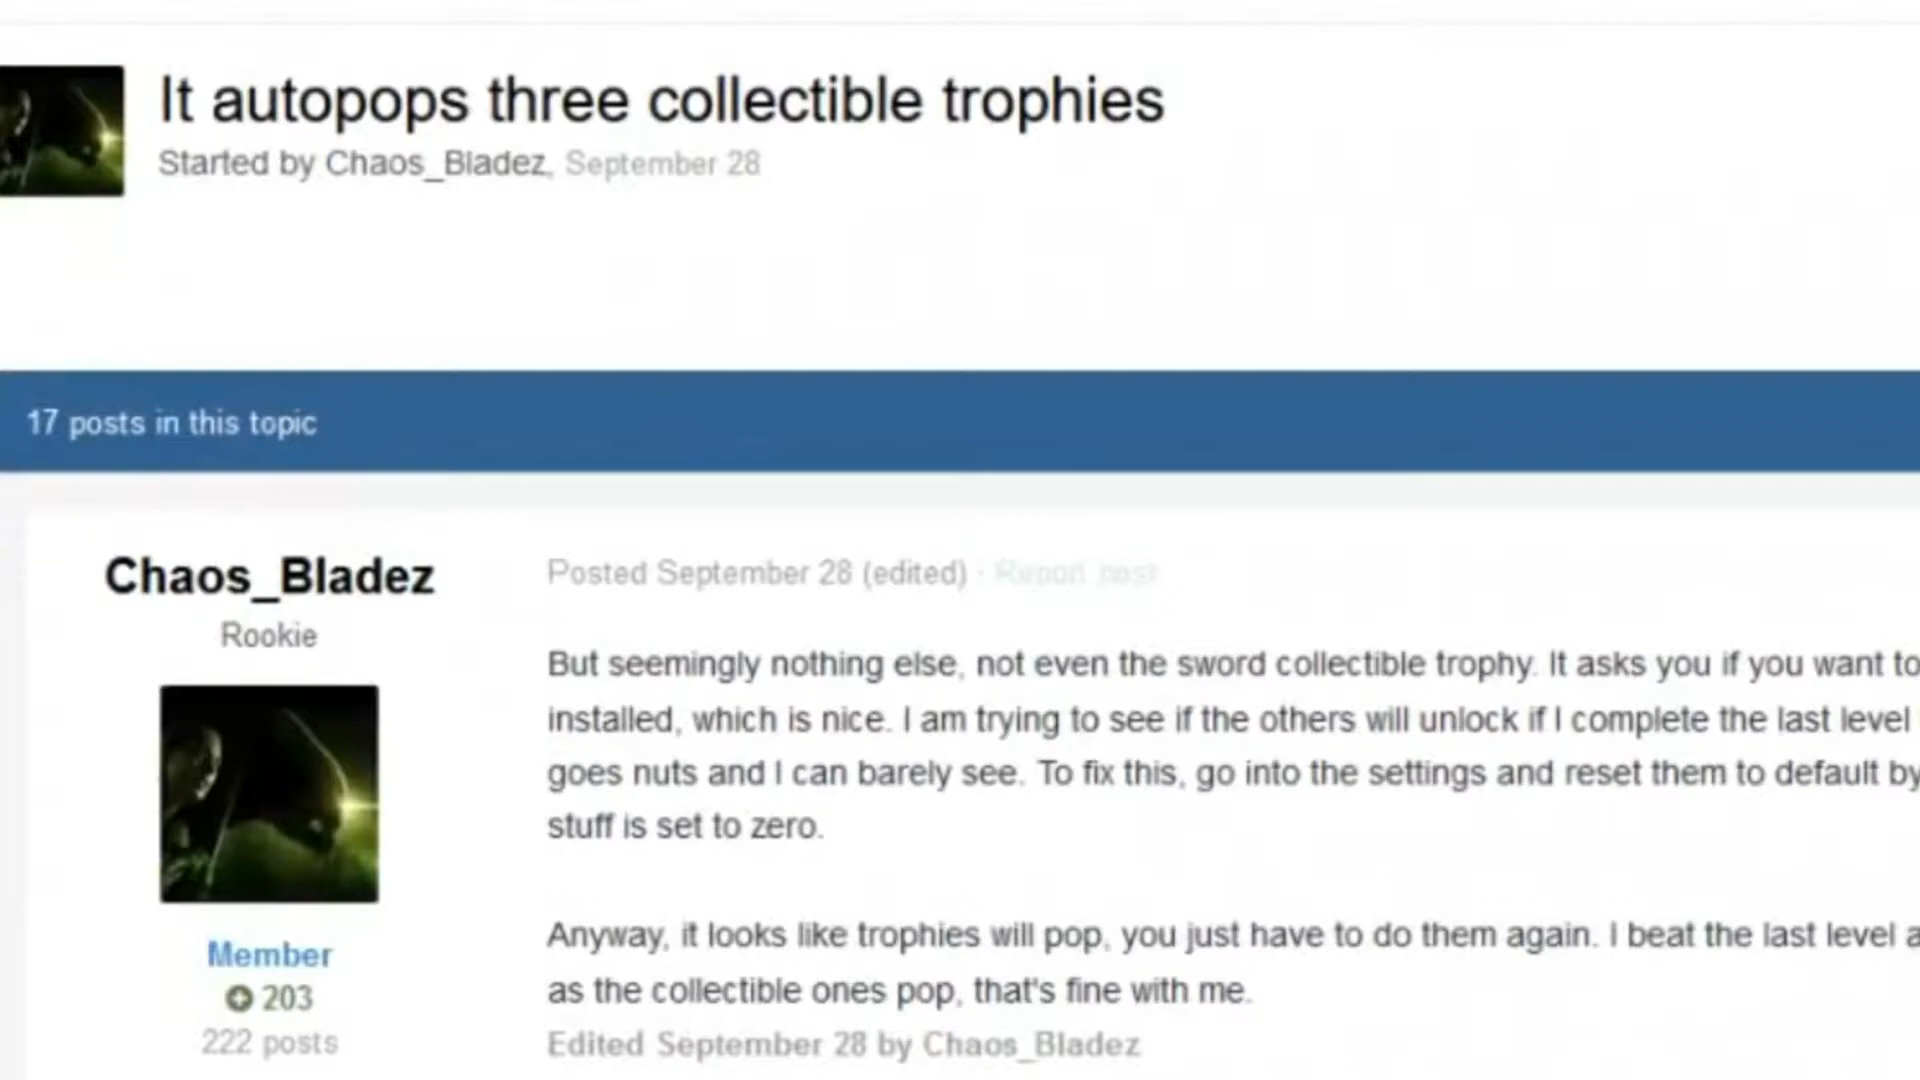 It autopops three collectible trophies
Started by Chaos_Bladez, September 28
17 posts in this topic
Chaos_Bladez
Rookie
Member
203
222 posts
Posted September 28 (edited) · Report post
But seemingly nothing else, not even the sword collectible trophy. It asks you if you want to
installed, which is nice. I am trying to see if the others will unlock if I complete the last level
goes nuts and I can barely see. To fix this, go into the settings and reset them to default by
stuff is set to zero.
Anyway, it looks like trophies will pop, you just have to do them again. I beat the last level a
as the collectible ones pop, that's fine with me.
Edited September 28 by Chaos_Bladez